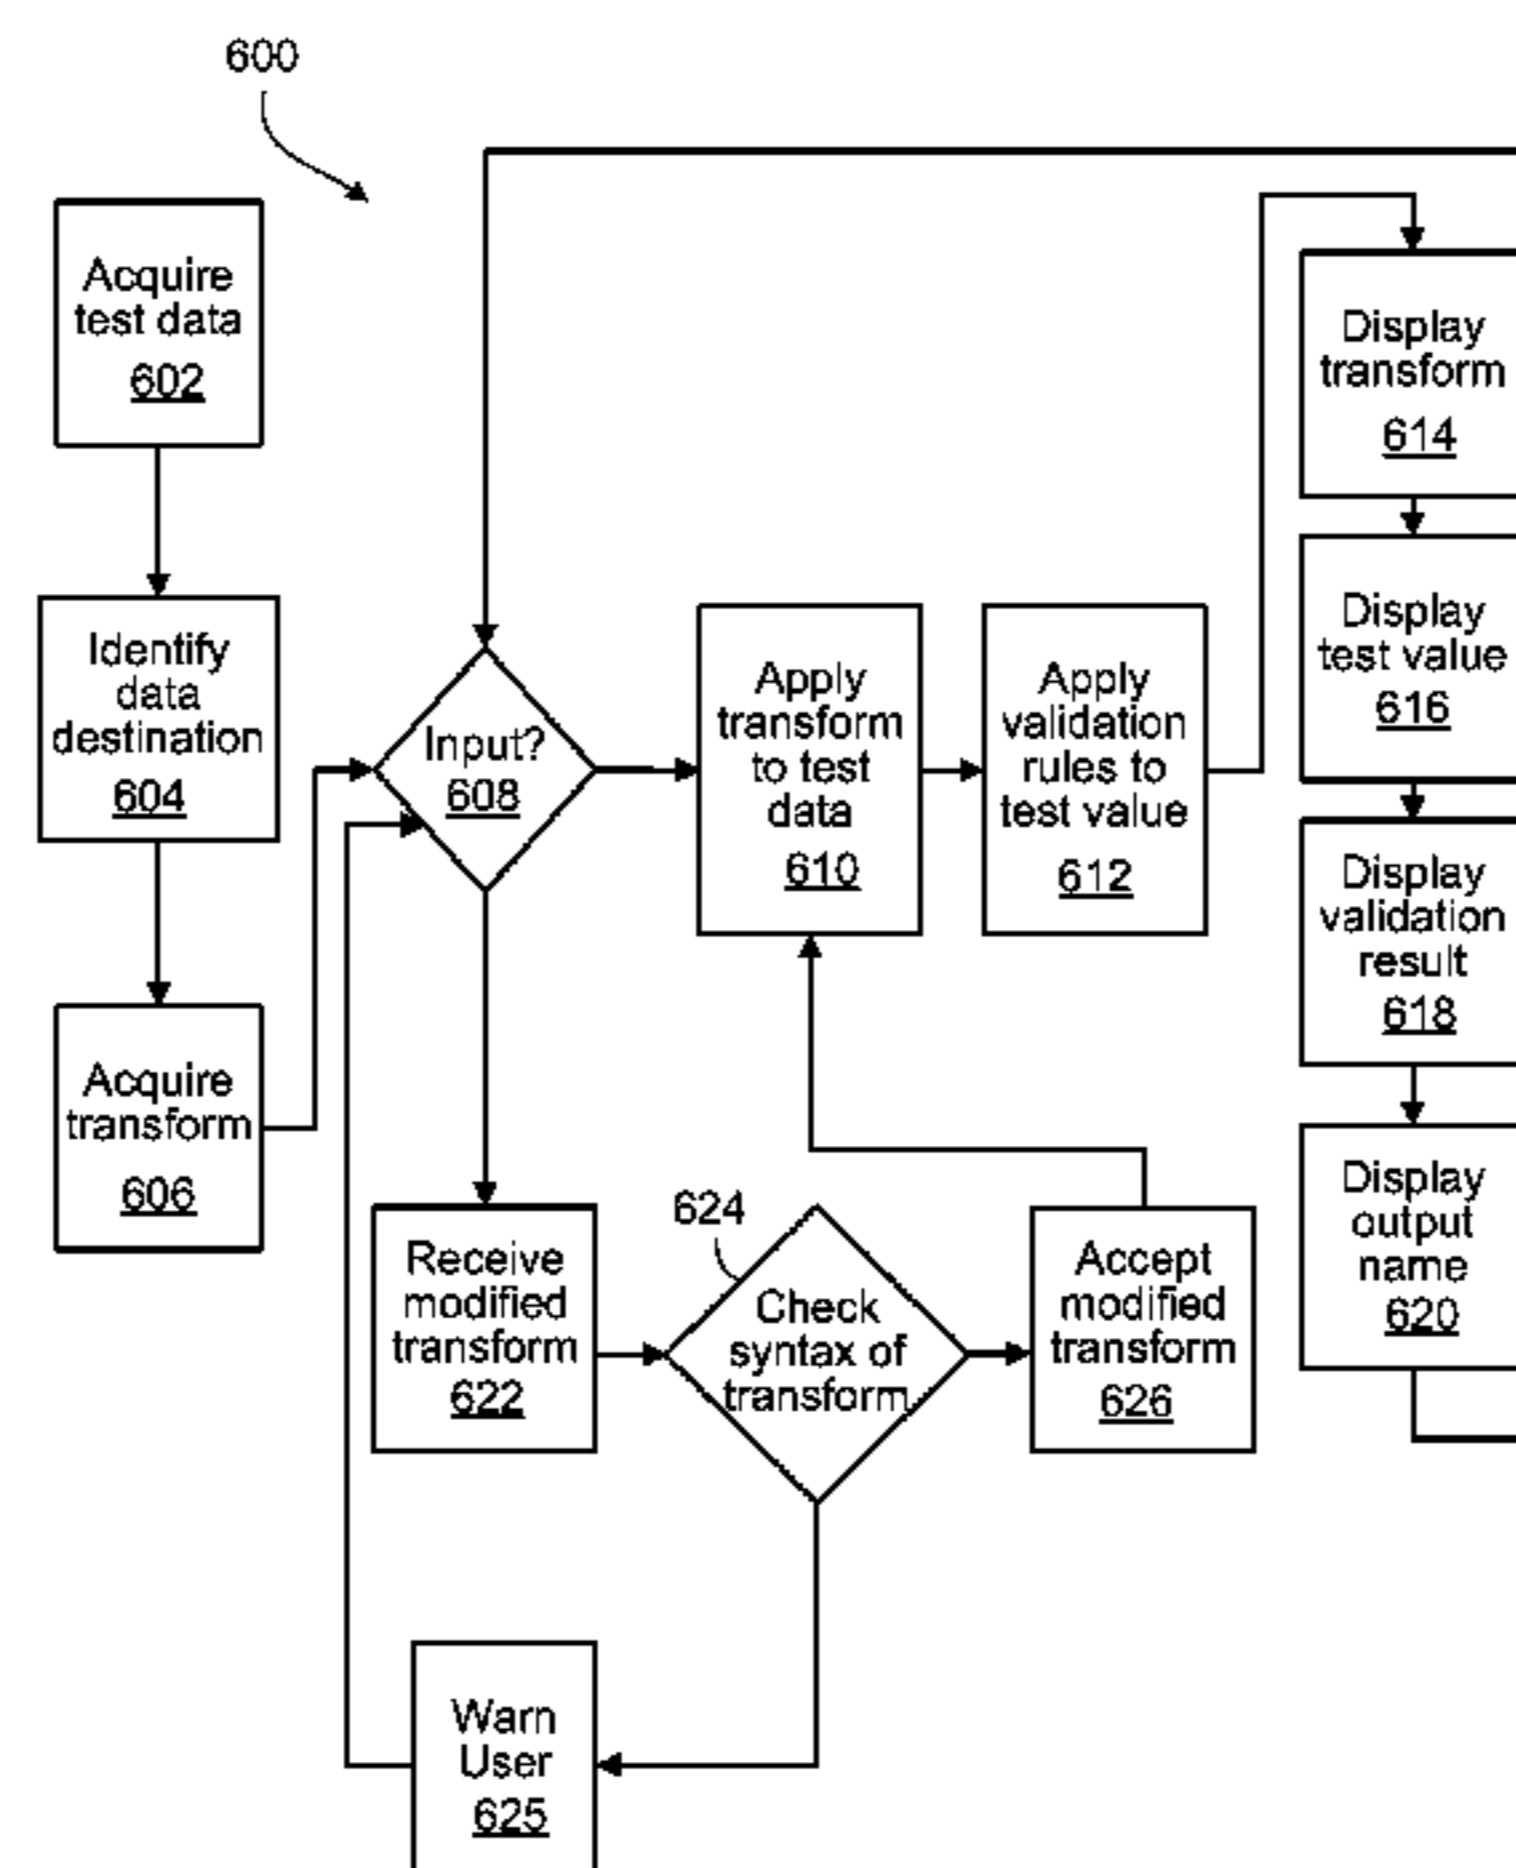 600
Acquire
test data
602
Identify
data
destination
604
Acquire
transform
606
Input?
608
Apply
transform
to test
data
610
Apply
validation
rules to
test value
612
Display
transform
614
Display
test value
616
Display
validation
result
618
Display
output
name
620
Receive
modified
transform
622
624
Check
syntax of
transform
Accept
modified
transform
626
Warn
User
625